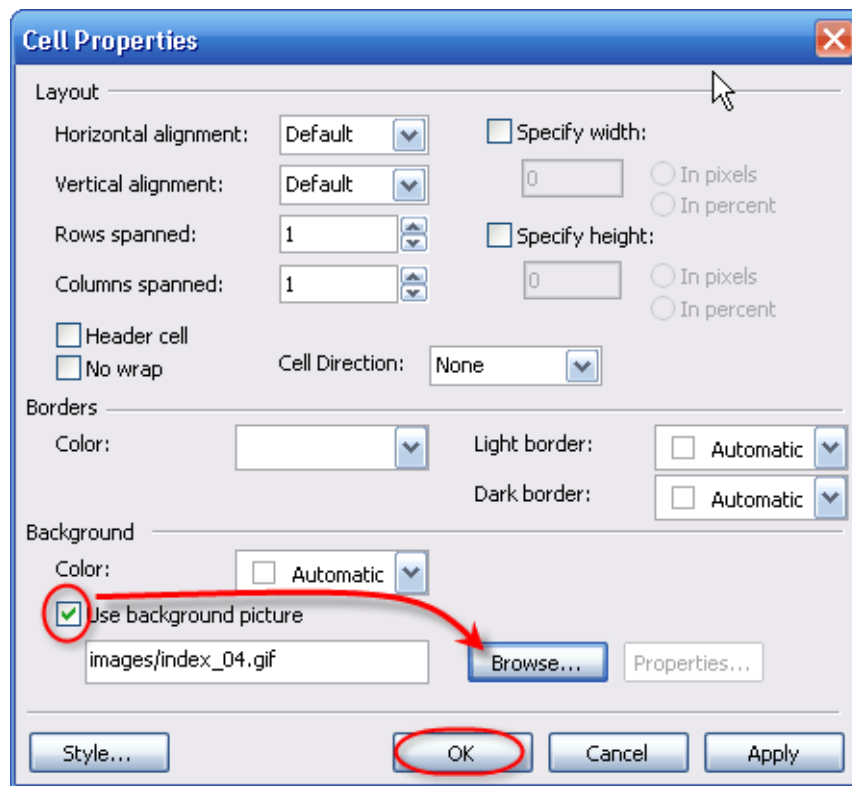 Cell Properties
Layout
Horizontal alignment: Default Specify width:
Vertical alignment: Default 0 In pixels
In percent
Rows spanned: 1 Specify height:
Columns spanned: 1 0 In pixels
In percent
Header cell
No wrap Cell Direction: None
Borders
Color: Light border: Automatic
Dark border: Automatic
Background
Color: Automatic
Use background picture
images/index_04.gif Browse... Properties...
Style... OK Cancel Apply